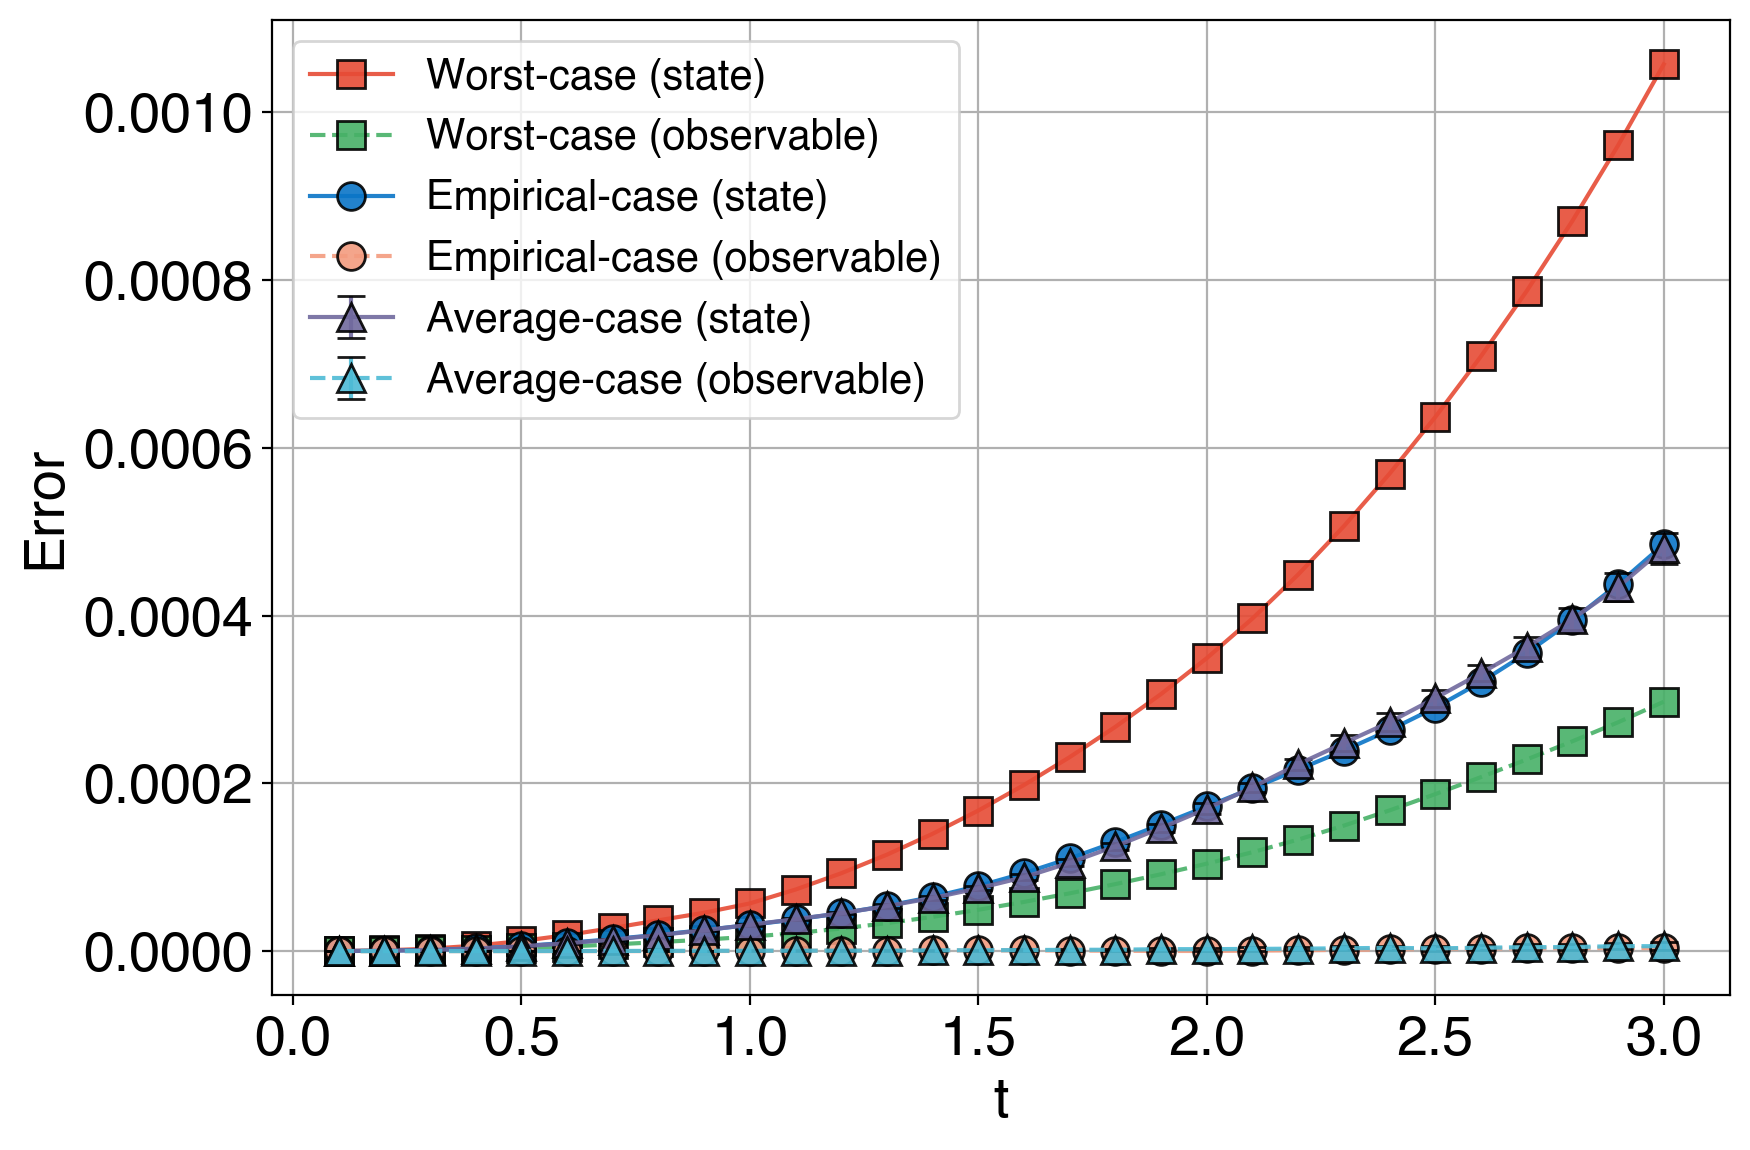 Worst-case (state)
Worst-case (observable)
Empirical-case (state)
Empirical-case (observable)
Average-case (state)
Average-case (observable)
Error
0.0010
0.0008
0.0006
0.0004
0.0002
0.0000
0.0 0.5 1.0 1.5 2.0 2.5 3.0
t